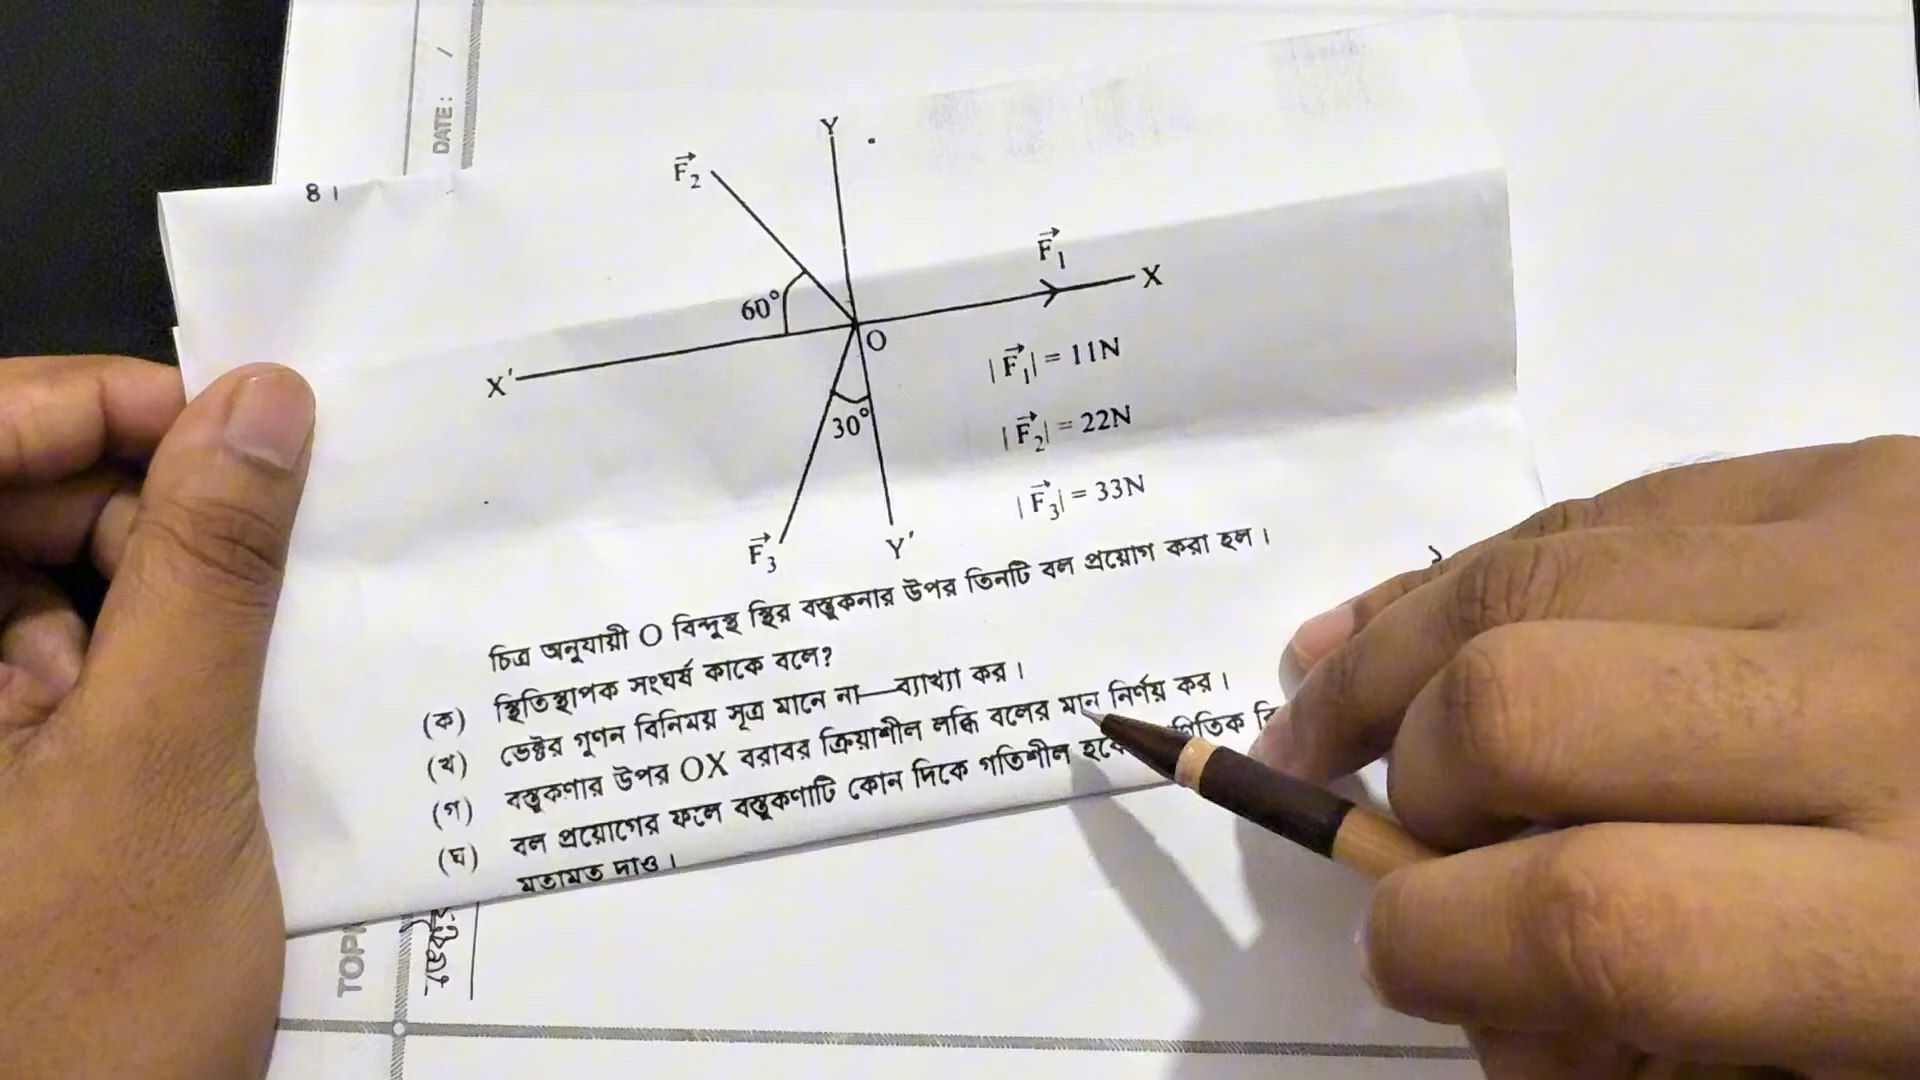 DATE: /
৪।
Y
F⃗₂
F⃗₁
X
60°
O
X′
|F⃗₁| = 11N
30°
|F⃗₂| = 22N
|F⃗₃| = 33N
F⃗₃
Y′
চিত্র অনুযায়ী O বিন্দুস্থ স্থির বস্তুকনার উপর তিনটি বল প্রয়োগ করা হল।
(ক) স্থিতিস্থাপক সংঘর্ষ কাকে বলে?
১
(খ) ভেক্টর গুণন বিনিময় সূত্র মানে না—ব্যাখ্যা কর।
(গ) বস্তুকণার উপর OX বরাবর ক্রিয়াশীল লব্ধি বলের মান নির্ণয় কর।
(ঘ) বল প্রয়োগের ফলে বস্তুকণাটি কোন দিকে গতিশীল হবে
মতামত দাও।